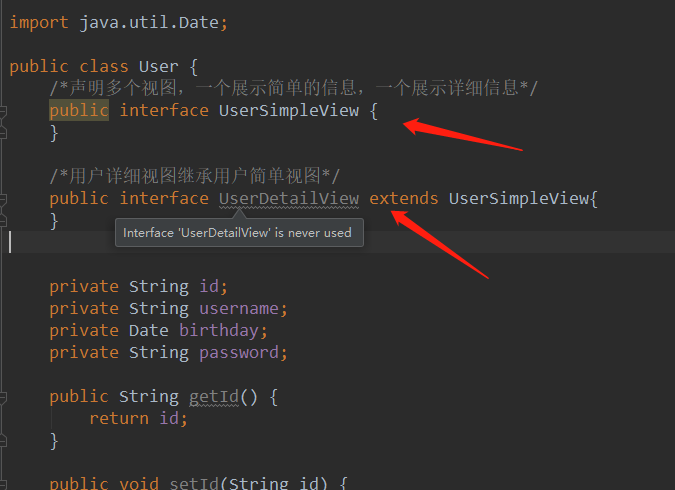 import java.util.Date;
public class User {
/*声明多个视图，一个展示简单的信息，一个展示详细信息*/
public interface UserSimpleView {
}
/*用户详细视图继承用户简单视图*/
public interface UserDetailView extends UserSimpleView{
}
Interface 'UserDetailView' is never used
private String id;
private String username;
private Date birthday;
private String password;
public String getId() {
return id;
}
public void setId(String id) {